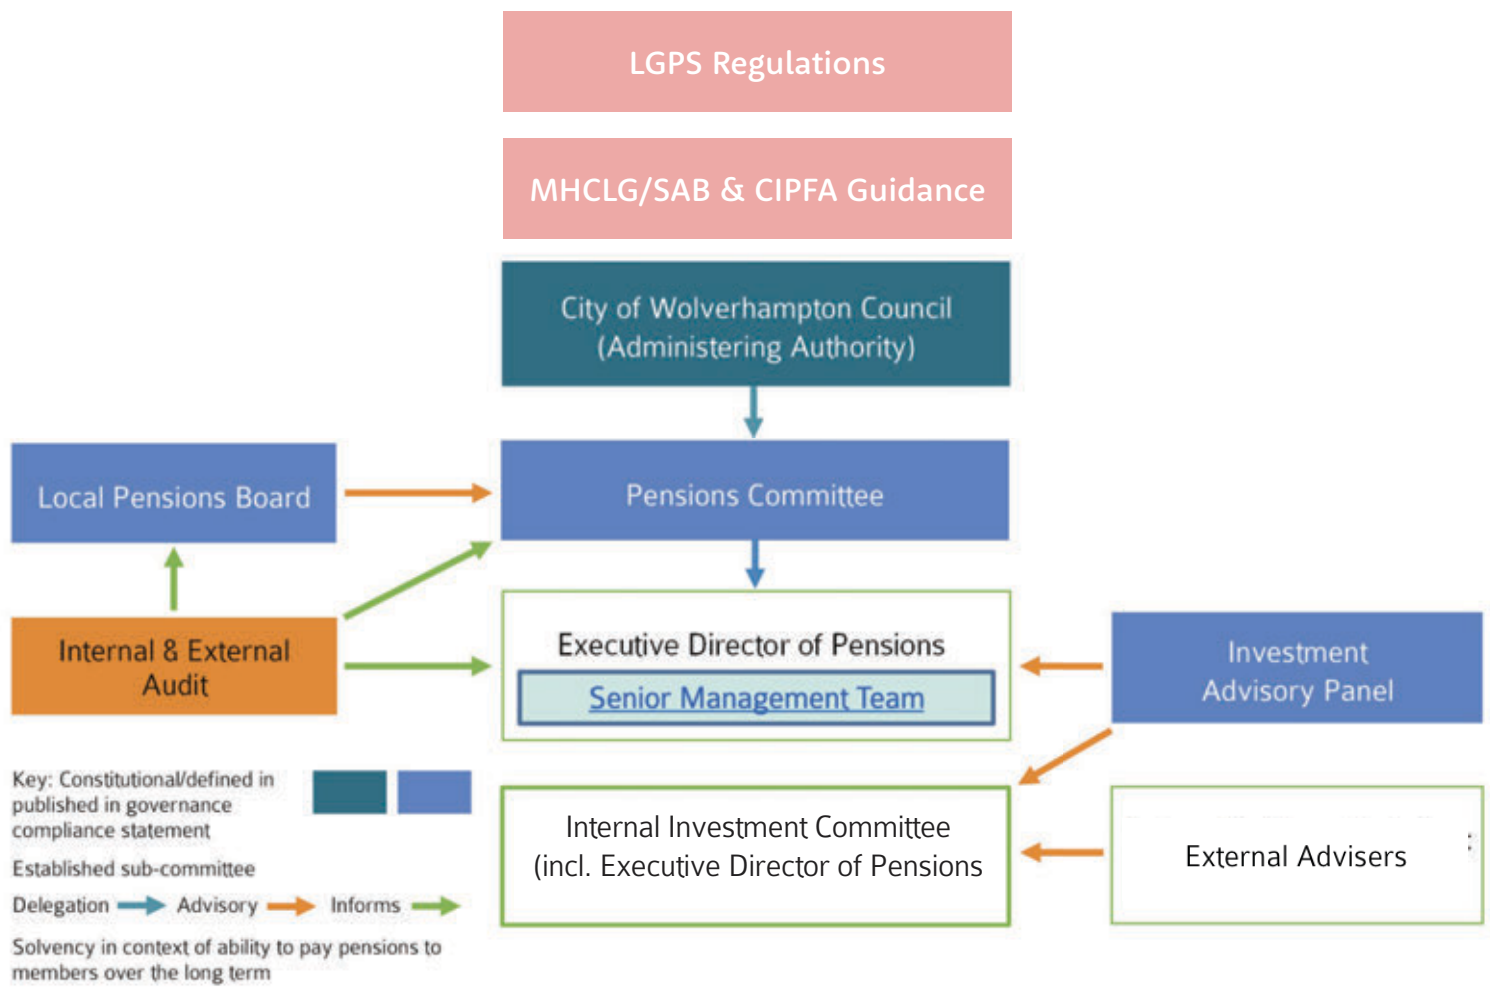 LGPS Regulations
MHCLG/SAB & CIPFA Guidance
City of Wolverhampton Council
(Administering Authority)
Local Pensions Board
Pensions Committee
Internal & External
Audit
Executive Director of Pensions
Senior Management Team
Investment
Advisory Panel
Internal Investment Committee
(incl. Executive Director of Pensions
External Advisers
Key: Constitutional/defined in
published in governance
compliance statement
Established sub-committee
Delegation Advisory Informs
Solvency in context of ability to pay pensions to
members over the long term